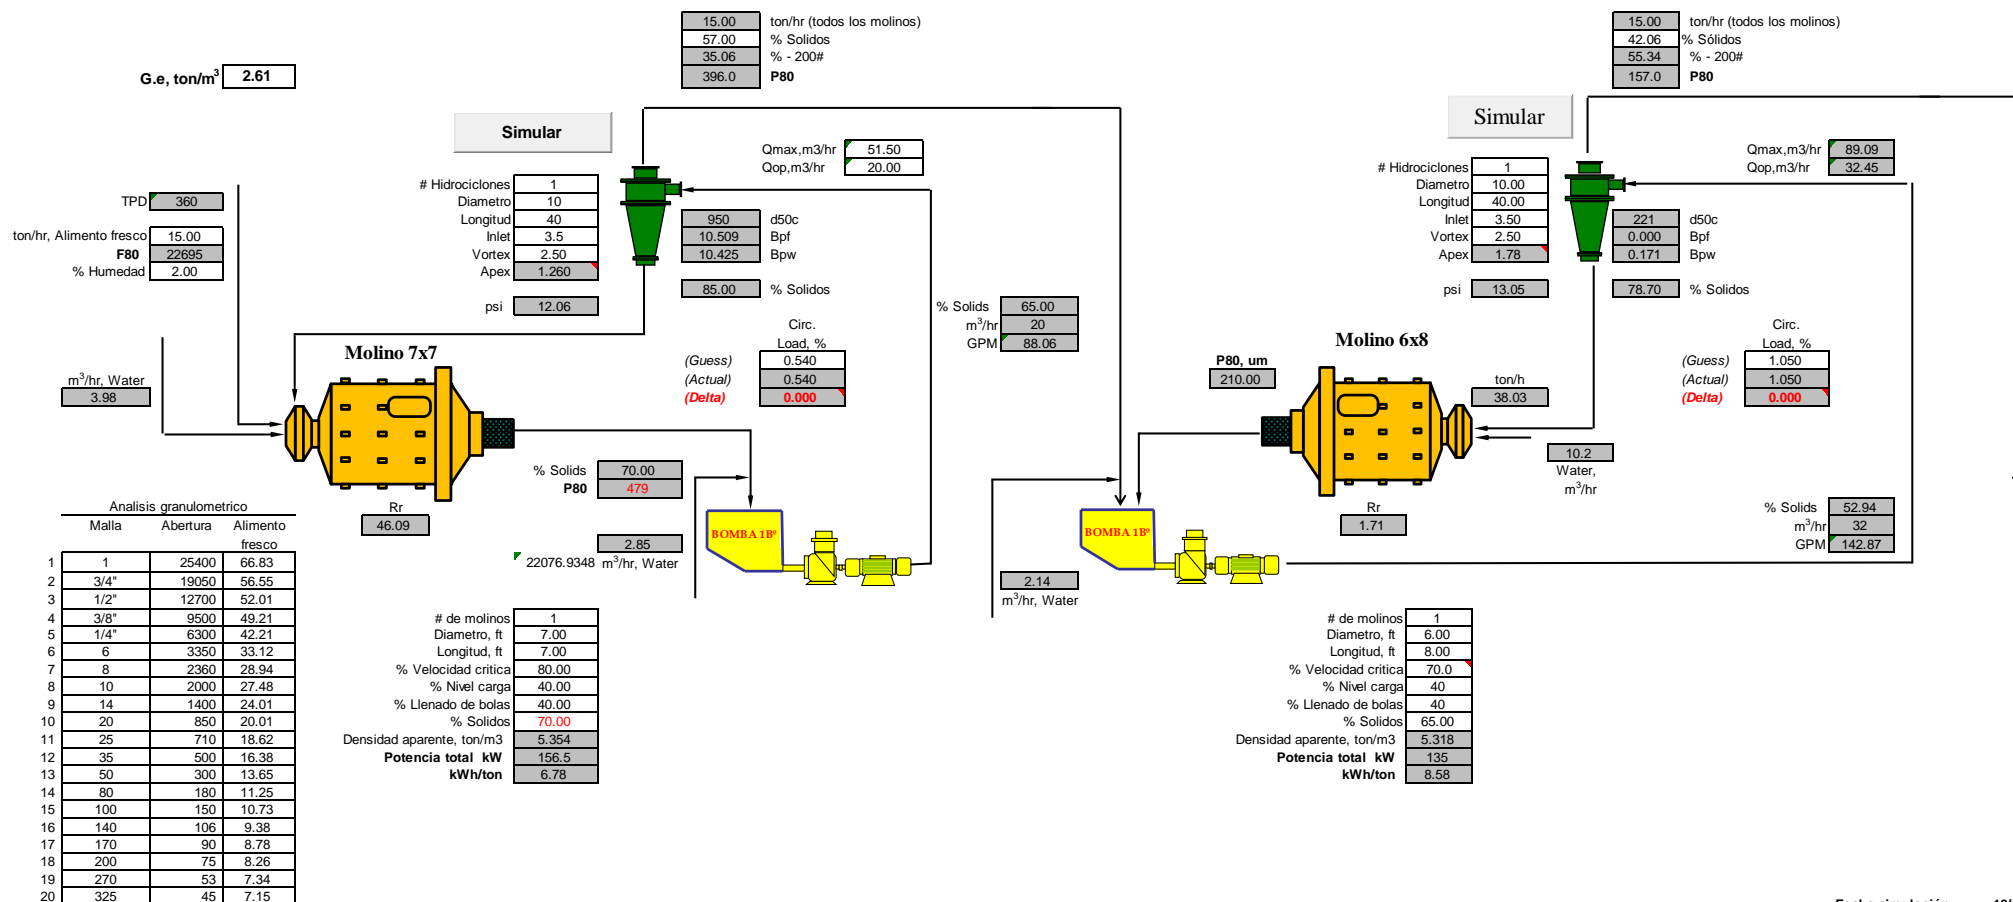 15.00 ton/hr (todos los molinos)
57.00 % Solidos
35.06 % - 200#
396.0 P80
15.00 ton/hr (todos los molinos)
42.06 % Sólidos
55.34 % - 200#
157.0 P80
G.e, ton/m3 2.61
Simular
Simular
Qmax,m3/hr 51.50
Qop,m3/hr 20.00
Qmax,m3/hr 89.09
Qop,m3/hr 32.45
TPD 360
ton/hr, Alimento fresco 15.00
F80 22695
% Humedad 2.00
# Hidrociclones 1
Diametro 10
Longitud 40
Inlet 3.5
Vortex 2.50
Apex 1.260
psi 12.06
950 d50c
10.509 Bpf
10.425 Bpw
85.00 % Solidos
# Hidrociclones 1
Diametro 10.00
Longitud 40.00
Inlet 3.50
Vortex 2.50
Apex 1.78
psi 13.05
221 d50c
0.000 Bpf
0.171 Bpw
78.70 % Solidos
% Solids 65.00
m3/hr 20
GPM 88.06
Circ.
Load, %
(Guess) 0.540
(Actual) 0.540
(Delta) 0.000
Circ.
Load, %
(Guess) 1.050
(Actual) 1.050
(Delta) 0.000
Molino 7x7
Molino 6x8
m3/hr, Water
3.98
P80, um
210.00
ton/h
38.03
10.2
Water,
m3/hr
% Solids 70.00
P80 479
Rr
46.09
Rr
1.71
2.85
22076.9348 m3/hr, Water
BOMBA 1Bº
BOMBA 1Bº
2.14
m3/hr, Water
% Solids 52.94
m3/hr 32
GPM 142.87
Analisis granulometrico
Malla Abertura Alimento
fresco
1 1 25400 66.83
2 3/4" 19050 56.55
3 1/2" 12700 52.01
4 3/8" 9500 49.21
5 1/4" 6300 42.21
6 6 3350 33.12
7 8 2360 28.94
8 10 2000 27.48
9 14 1400 24.01
10 20 850 20.01
11 25 710 18.62
12 35 500 16.38
13 50 300 13.65
14 80 180 11.25
15 100 150 10.73
16 140 106 9.38
17 170 90 8.78
18 200 75 8.26
19 270 53 7.34
20 325 45 7.15
# de molinos 1
Diametro, ft 7.00
Longitud, ft 7.00
% Velocidad critica 80.00
% Nivel carga 40.00
% Llenado de bolas 40.00
% Solidos 70.00
Densidad aparente, ton/m3 5.354
Potencia total kW 156.5
kWh/ton 6.78
# de molinos 1
Diametro, ft 6.00
Longitud, ft 8.00
% Velocidad critica 70.0
% Nivel carga 40
% Llenado de bolas 40
% Solidos 65.00
Densidad aparente, ton/m3 5.318
Potencia total kW 135
kWh/ton 8.58